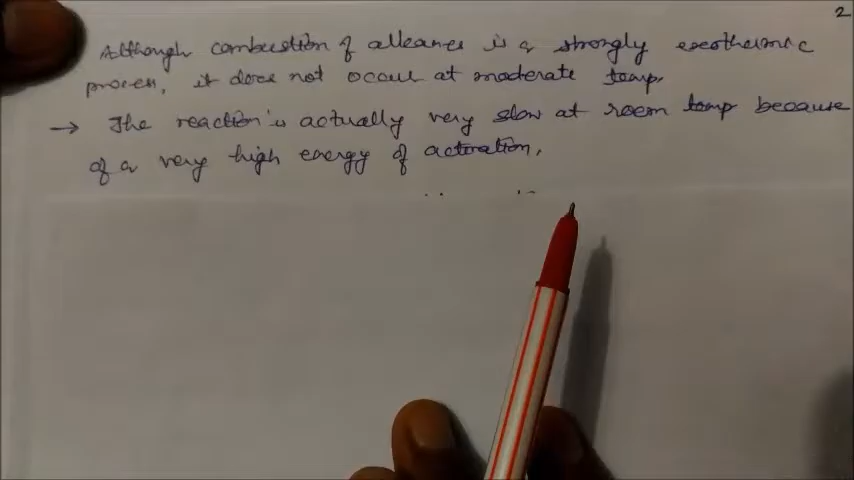 2
Although combustion of alkanes is a strongly exothermic
process, it does not occur at moderate temp.
→ The reaction is actually very slow at room temp because
of a very high energy of activation.